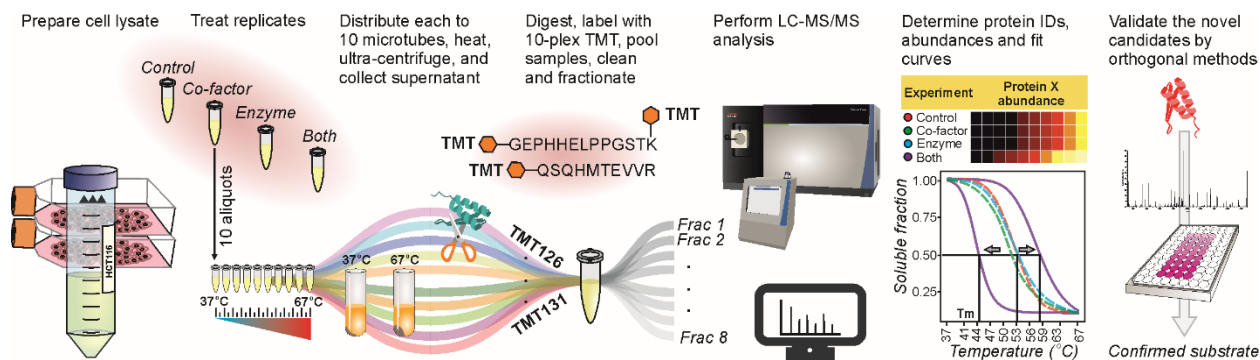 Prepare cell lysate
Treat replicates
Distribute each to
10 microtubes, heat,
ultra-centrifuge, and
collect supernatant
Digest, label with
10-plex TMT, pool
samples, clean
and fractionate
Perform LC-MS/MS
analysis
Determine protein IDs,
abundances and fit
curves
Validate the novel
candidates by
orthogonal methods
Control
Co-factor
Enzyme
Both
10 aliquots
HCT116
37°C
67°C
37°C
67°C
TMT
TMT
GEPHHELPPGSTK
TMT
QSQHMTEVVR
TMT126
TMT131
Frac 1
Frac 2
.
.
.
Frac 8
Experiment
Protein X
abundance
Control
Co-factor
Enzyme
Both
Soluble fraction
1.00
0.75
0.50
0.25
Tm
37 41 44 47 50 53 56 59 63 67
Temperature (°C)
Confirmed substrate